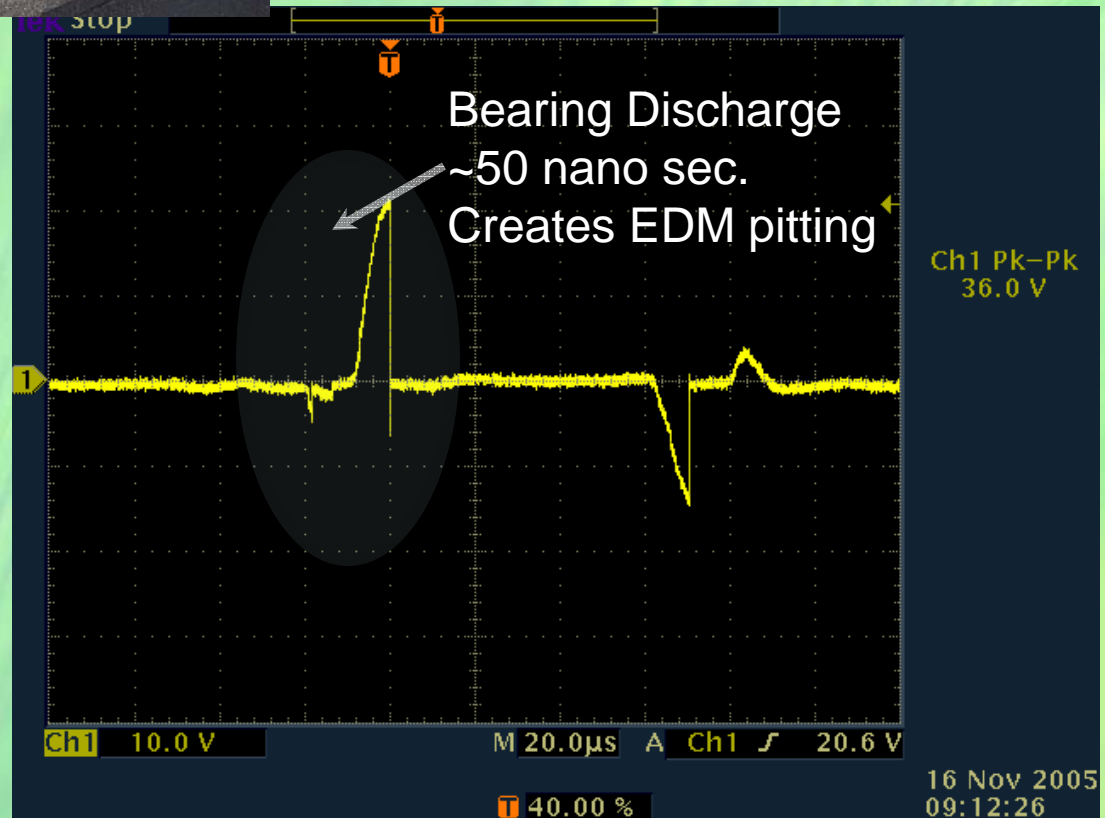 Tek Stop
T
T
Bearing Discharge
~50 nano sec.
Creates EDM pitting
Ch1 Pk-Pk
36.0 V
1
Ch1 10.0 V M 20.0µs A Ch1 20.6 V
T 40.00 %
16 Nov 2005
09:12:26